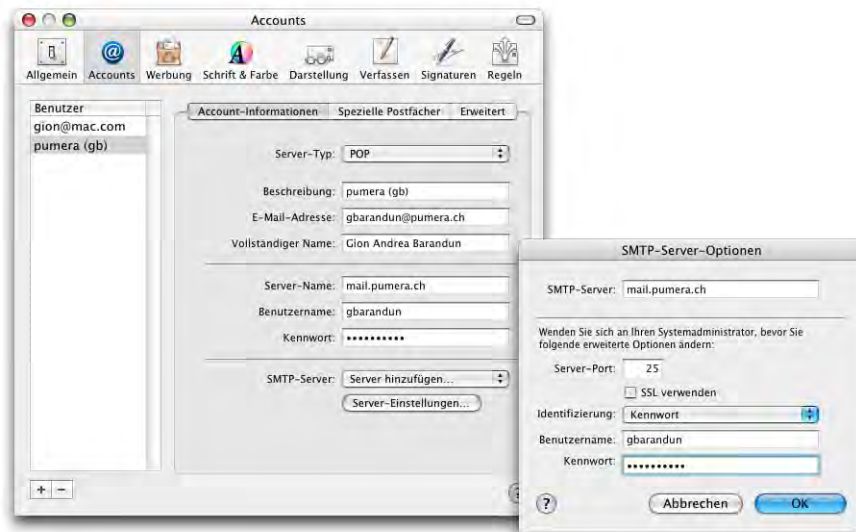 Accounts
Allgemein Accounts Werbung Schrift & Farbe Darstellung Verfassen Signaturen Regeln
Benutzer
gion@mac.com
pumera (gb)
Account-Informationen Spezielle Postfächer Erweitert
Server-Typ: POP
Beschreibung: pumera (gb)
E-Mail-Adresse: gbarandun@pumera.ch
Vollständiger Name: Gion Andrea Barandun
Server-Name: mail.pumera.ch
Benutzername: gbarandun
Kennwort: ••••••••••
SMTP-Server: Server hinzufügen...
Server-Einstellungen...
+ −
?
SMTP-Server-Optionen
SMTP-Server: mail.pumera.ch
Wenden Sie sich an Ihren Systemadministrator, bevor Sie
folgende erweiterte Optionen ändern:
Server-Port: 25
SSL verwenden
Identifizierung: Kennwort
Benutzername: gbarandun
Kennwort: ••••••••••
? Abbrechen OK